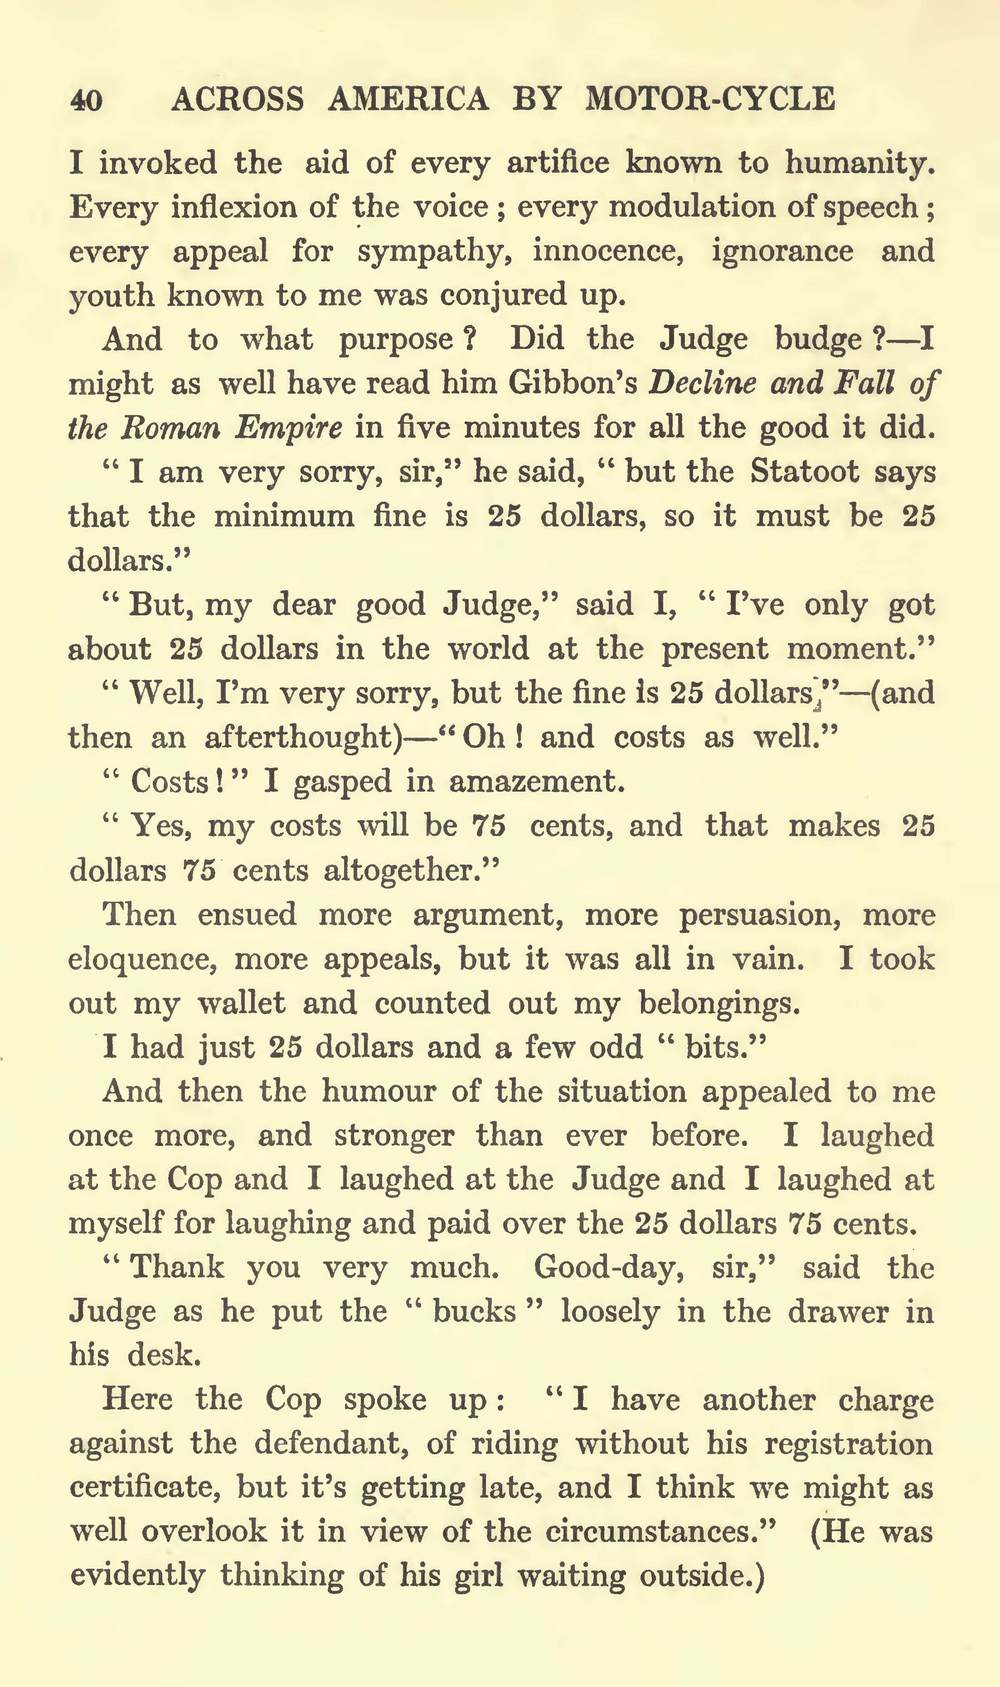 40 ACROSS AMERICA BY MOTOR-CYCLE
I invoked the aid of every artifice known to humanity.
Every inflexion of the voice ; every modulation of speech ;
every appeal for sympathy, innocence, ignorance and
youth known to me was conjured up.
And to what purpose ? Did the Judge budge ?—I
might as well have read him Gibbon's Decline and Fall of
the Roman Empire in five minutes for all the good it did.
“ I am very sorry, sir,” he said, “ but the Statoot says
that the minimum fine is 25 dollars, so it must be 25
dollars.”
“ But, my dear good Judge,” said I, “ I've only got
about 25 dollars in the world at the present moment.”
“ Well, I'm very sorry, but the fine is 25 dollars,”—(and
then an afterthought)—“ Oh ! and costs as well.”
“ Costs ! ” I gasped in amazement.
“ Yes, my costs will be 75 cents, and that makes 25
dollars 75 cents altogether.”
Then ensued more argument, more persuasion, more
eloquence, more appeals, but it was all in vain. I took
out my wallet and counted out my belongings.
I had just 25 dollars and a few odd “ bits.”
And then the humour of the situation appealed to me
once more, and stronger than ever before. I laughed
at the Cop and I laughed at the Judge and I laughed at
myself for laughing and paid over the 25 dollars 75 cents.
“ Thank you very much. Good-day, sir,” said the
Judge as he put the “ bucks ” loosely in the drawer in
his desk.
Here the Cop spoke up : “ I have another charge
against the defendant, of riding without his registration
certificate, but it's getting late, and I think we might as
well overlook it in view of the circumstances.” (He was
evidently thinking of his girl waiting outside.)